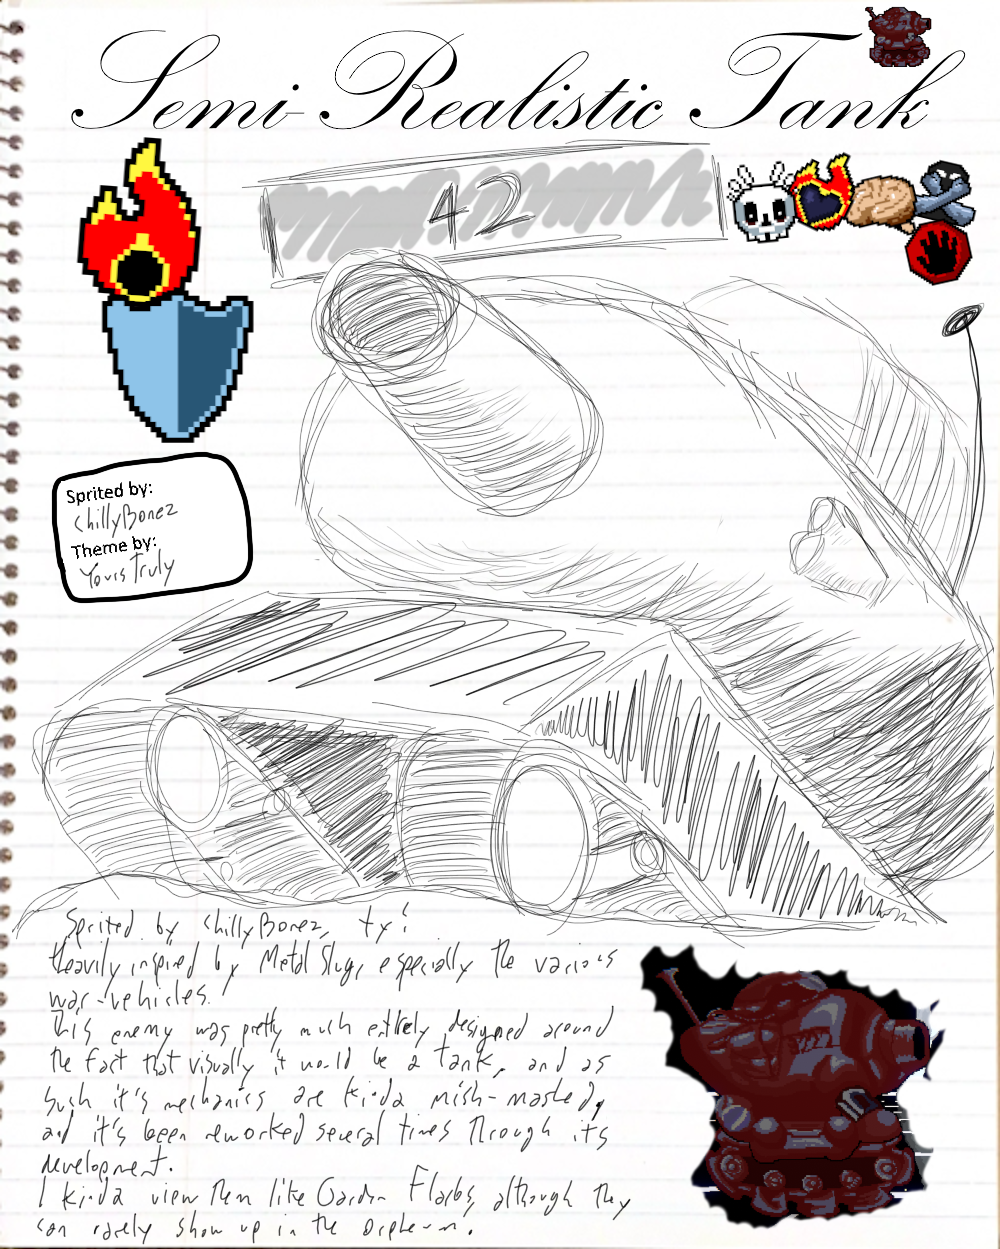 Semi-Realistic Tank
42
Sprited by:
ChillyBonez
Theme by:
Yours Truly
Sprited by ChillyBonez, ty!
Heavily inspired by Metal Slug, especially the various
war-vehicles.
This enemy was pretty much entirely designed around
the fact that visually it would be a tank, and as
such it's mechanics are kinda mish-mashed,
and it's been reworked several times through its
development.
I kinda view them like Garden Flarbs, although they
can rarely show up in the Orpheum.